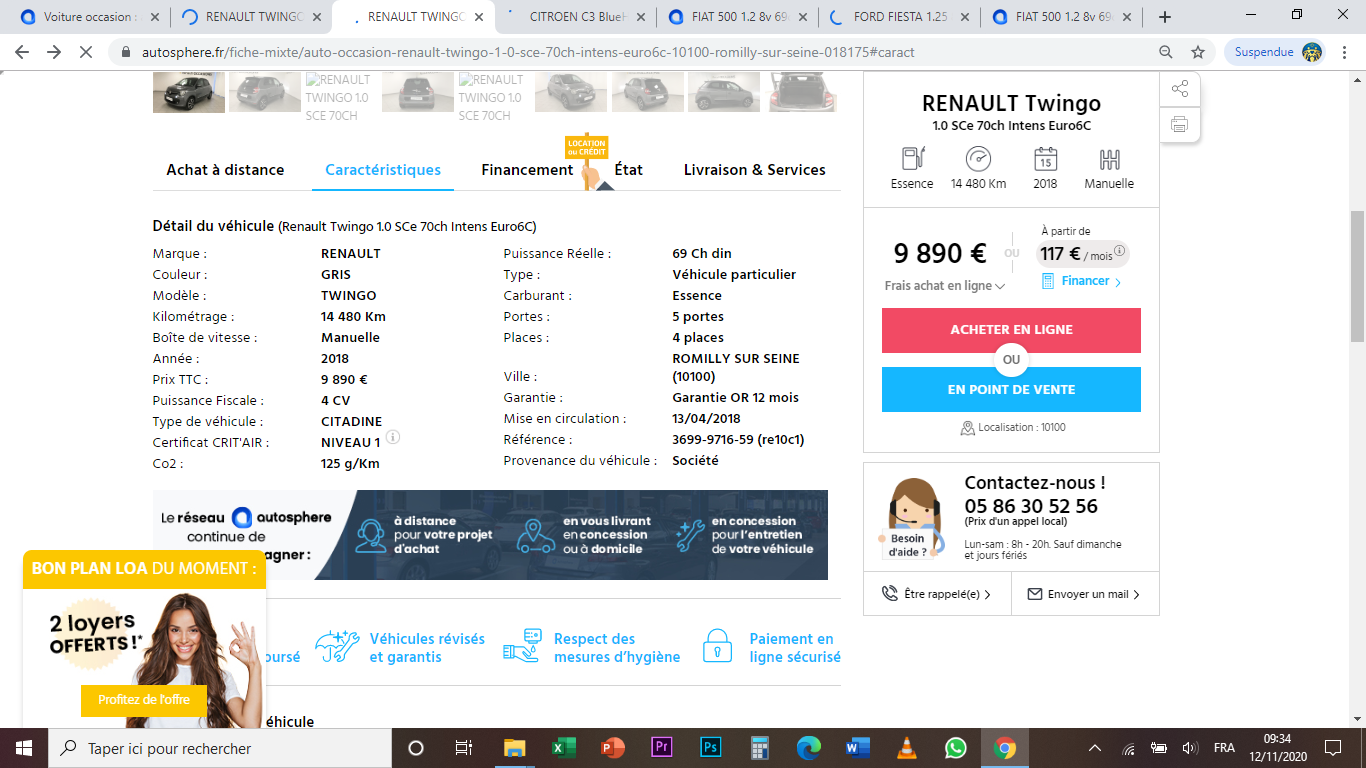 Voiture occasion : A
RENAULT TWINGO
RENAULT TWINGO
CITROEN C3 BlueH
FIAT 500 1.2 8v 69c
FORD FIESTA 1.25
FIAT 500 1.2 8v 69c
autosphere.fr/fiche-mixte/auto-occasion-renault-twingo-1-0-sce-70ch-intens-euro6c-10100-romilly-sur-seine-018175#caract
Suspendue
RENAULT
TWINGO 1.0
SCE 70CH
RENAULT
TWINGO 1.0
SCE 70CH
LOCATION
ou CRÉDIT
Achat à distance
Caractéristiques
Financement
État
Livraison & Services
Détail du véhicule (Renault Twingo 1.0 SCe 70ch Intens Euro6C)
Marque : RENAULT
Couleur : GRIS
Modèle : TWINGO
Kilométrage : 14 480 Km
Boîte de vitesse : Manuelle
Année : 2018
Prix TTC : 9 890 €
Puissance Fiscale : 4 CV
Type de véhicule : CITADINE
Certificat CRIT'AIR : NIVEAU 1
Co2 : 125 g/Km
Puissance Réelle : 69 Ch din
Type : Véhicule particulier
Carburant : Essence
Portes : 5 portes
Places : 4 places
ROMILLY SUR SEINE
Ville : (10100)
Garantie : Garantie OR 12 mois
Mise en circulation : 13/04/2018
Référence : 3699-9716-59 (re10c1)
Provenance du véhicule : Société
Le réseau autosphere
continue de
agner :
à distance
pour votre projet
d'achat
en vous livrant
en concession
ou à domicile
en concession
pour l'entretien
de votre véhicule
BON PLAN LOA DU MOMENT :
2 loyers
OFFERTS !*
Profitez de l'offre
oursé
Véhicules révisés
et garantis
Respect des
mesures d'hygiène
Paiement en
ligne sécurisé
éhicule
RENAULT Twingo
1.0 SCe 70ch Intens Euro6C
15
Essence
14 480 Km
2018
Manuelle
9 890 €
Frais achat en ligne
OU
À partir de
117 € / mois
Financer
ACHETER EN LIGNE
OU
EN POINT DE VENTE
Localisation : 10100
Besoin
d'aide ?
Contactez-nous !
05 86 30 52 56
(Prix d'un appel local)
Lun-sam : 8h - 20h. Sauf dimanche
et jours fériés
Être rappelé(e)
Envoyer un mail
Taper ici pour rechercher
Pr
Ps
FRA
09:34
12/11/2020